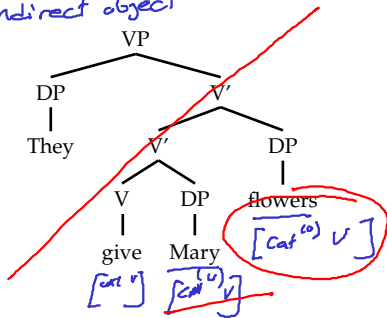 indirect object
VP
DP V'
They V' DP
V DP flowers
give Mary [Cat (u) V]
[cat V] [Cat (u) V]